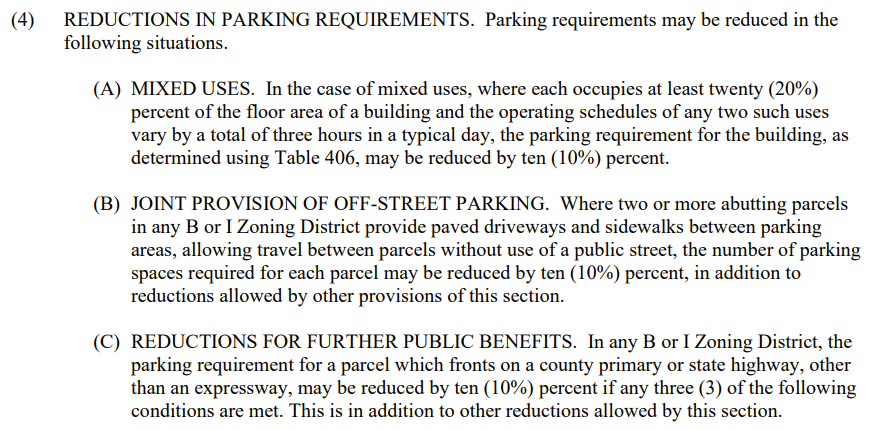 (4) REDUCTIONS IN PARKING REQUIREMENTS. Parking requirements may be reduced in the
following situations.
(A) MIXED USES. In the case of mixed uses, where each occupies at least twenty (20%)
percent of the floor area of a building and the operating schedules of any two such uses
vary by a total of three hours in a typical day, the parking requirement for the building, as
determined using Table 406, may be reduced by ten (10%) percent.
(B) JOINT PROVISION OF OFF-STREET PARKING. Where two or more abutting parcels
in any B or I Zoning District provide paved driveways and sidewalks between parking
areas, allowing travel between parcels without use of a public street, the number of parking
spaces required for each parcel may be reduced by ten (10%) percent, in addition to
reductions allowed by other provisions of this section.
(C) REDUCTIONS FOR FURTHER PUBLIC BENEFITS. In any B or I Zoning District, the
parking requirement for a parcel which fronts on a county primary or state highway, other
than an expressway, may be reduced by ten (10%) percent if any three (3) of the following
conditions are met. This is in addition to other reductions allowed by this section.